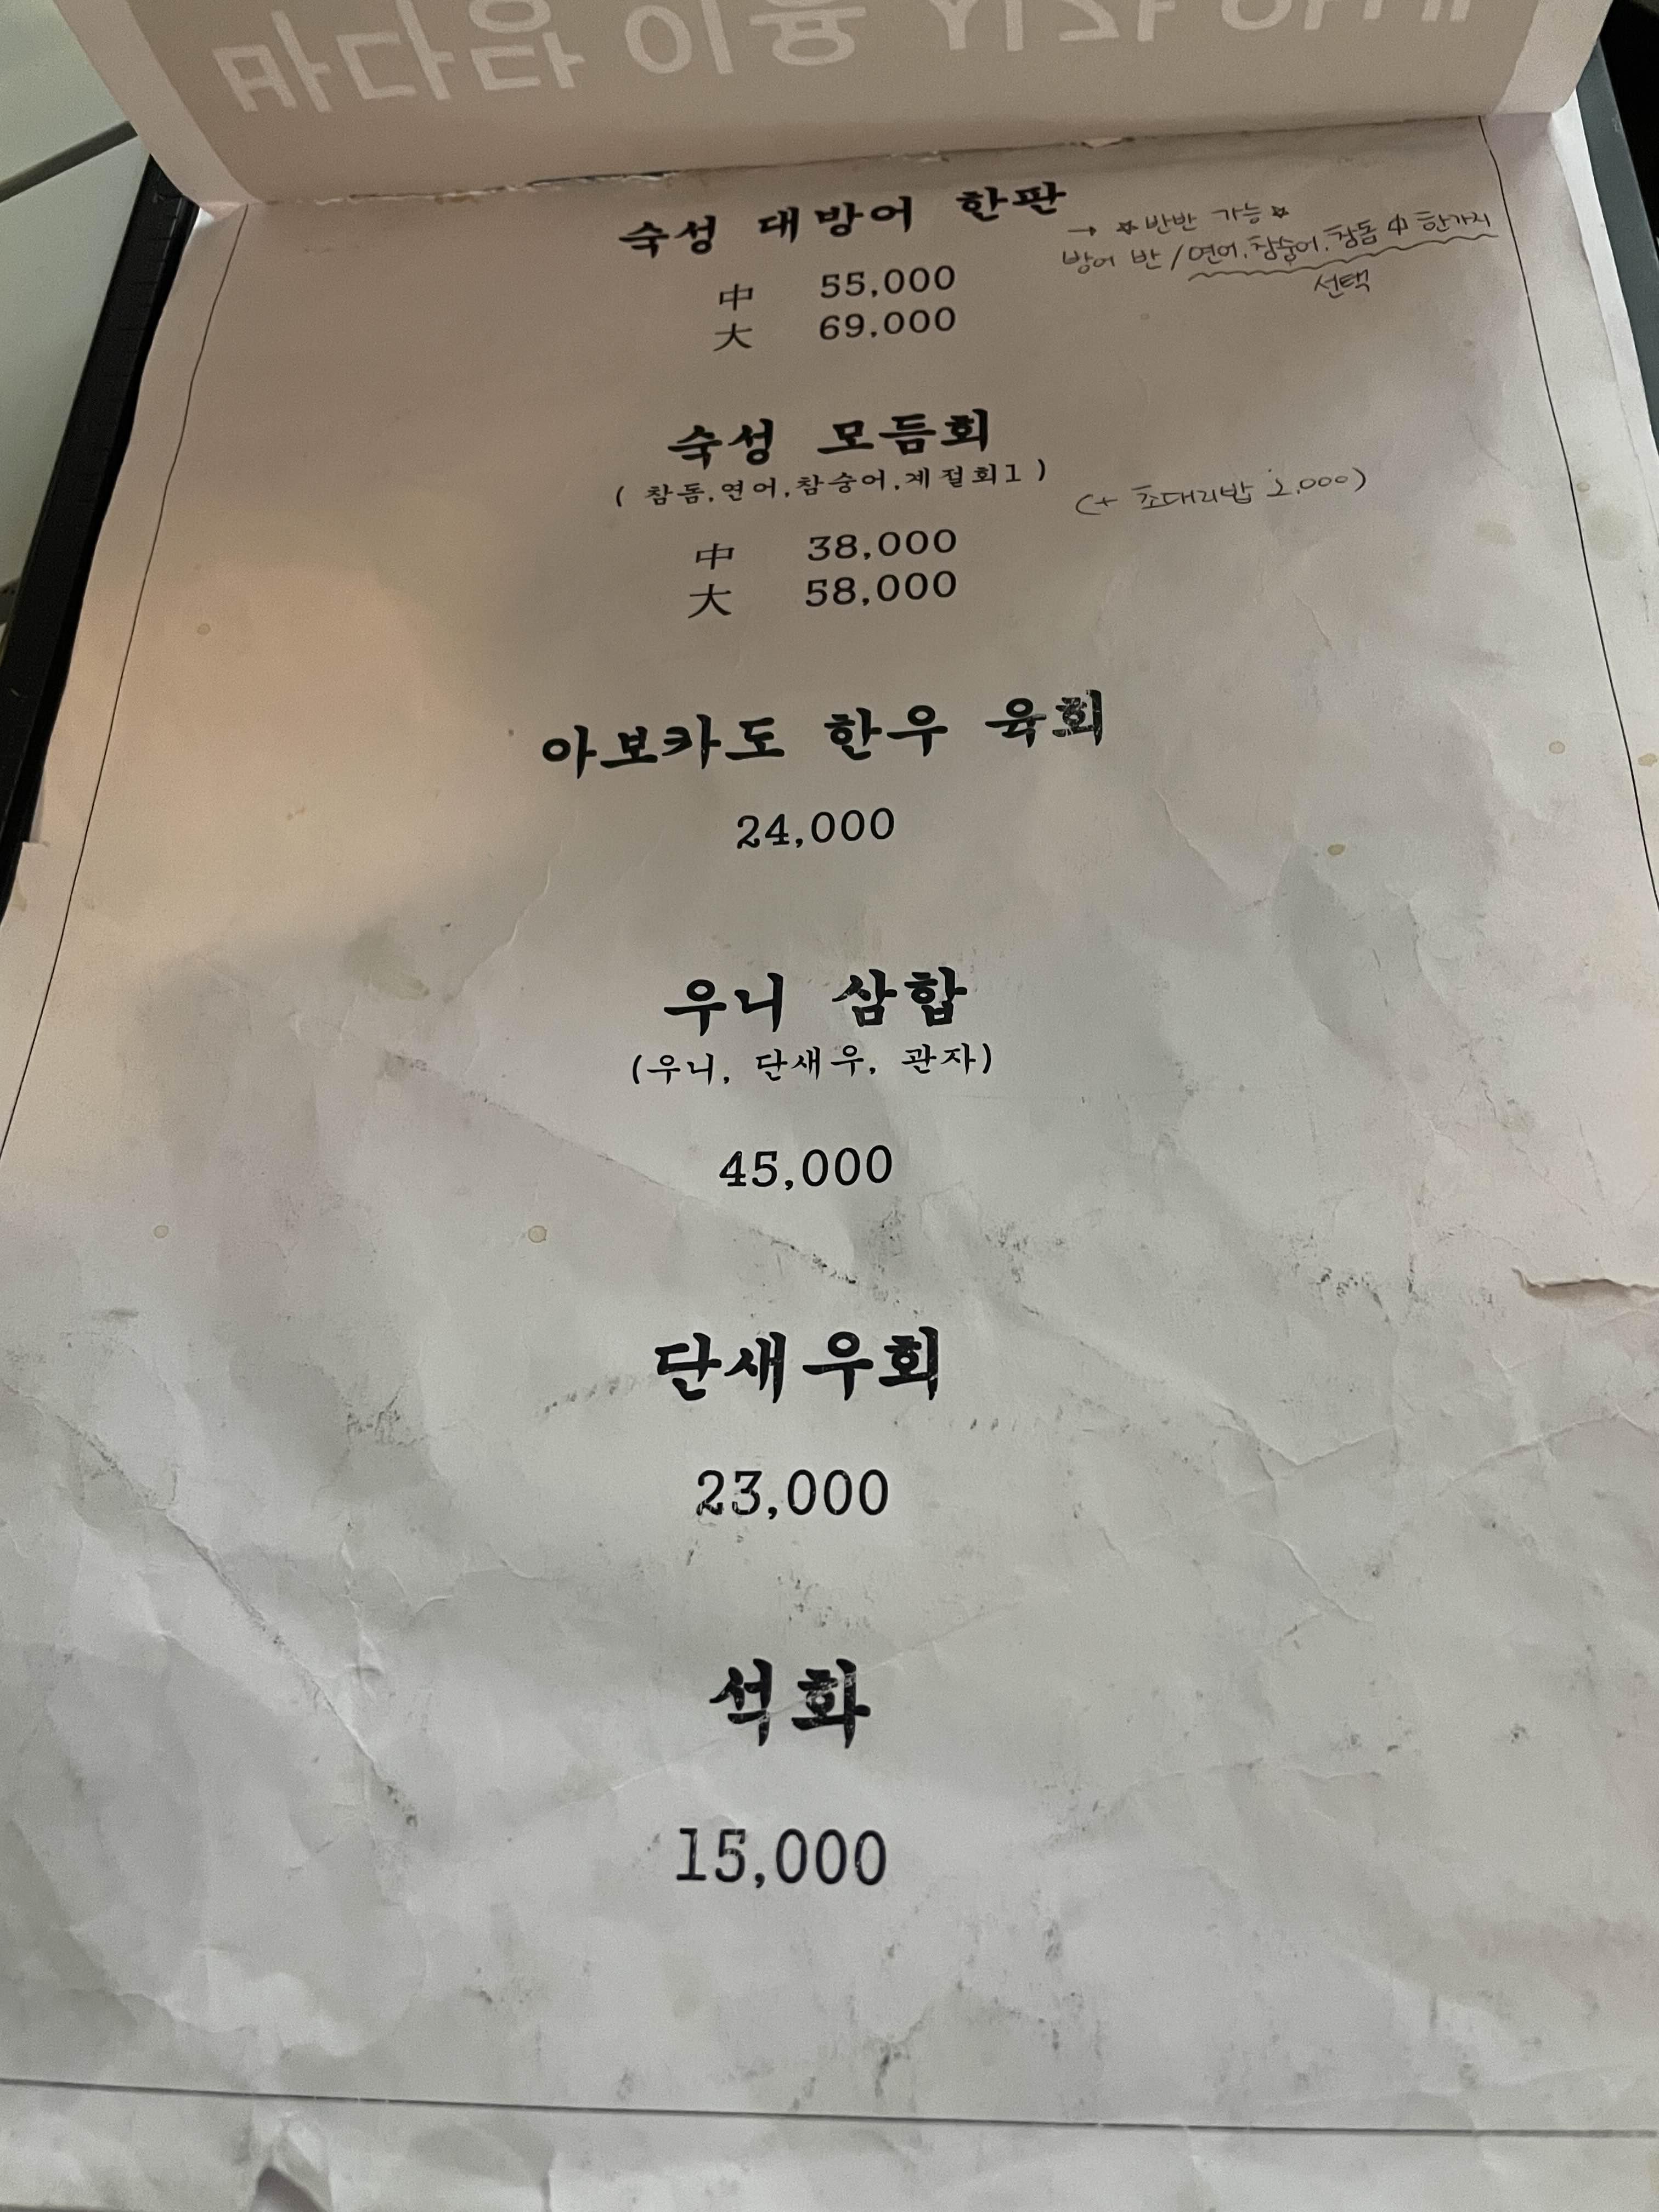 숙성 대방어 한판
→ ☆반반 가능☆
방어 반 / 연어, 참숭어, 참돔 中 한가지
선택
中 55,000
大 69,000
숙성 모듬회
( 참돔,연어,참숭어,계절회1 )
(+ 초대리밥 2,000)
中 38,000
大 58,000
아보카도 한우 육회
24,000
우니 삼합
(우니, 단새우, 관자)
45,000
단새우회
23,000
석화
15,000